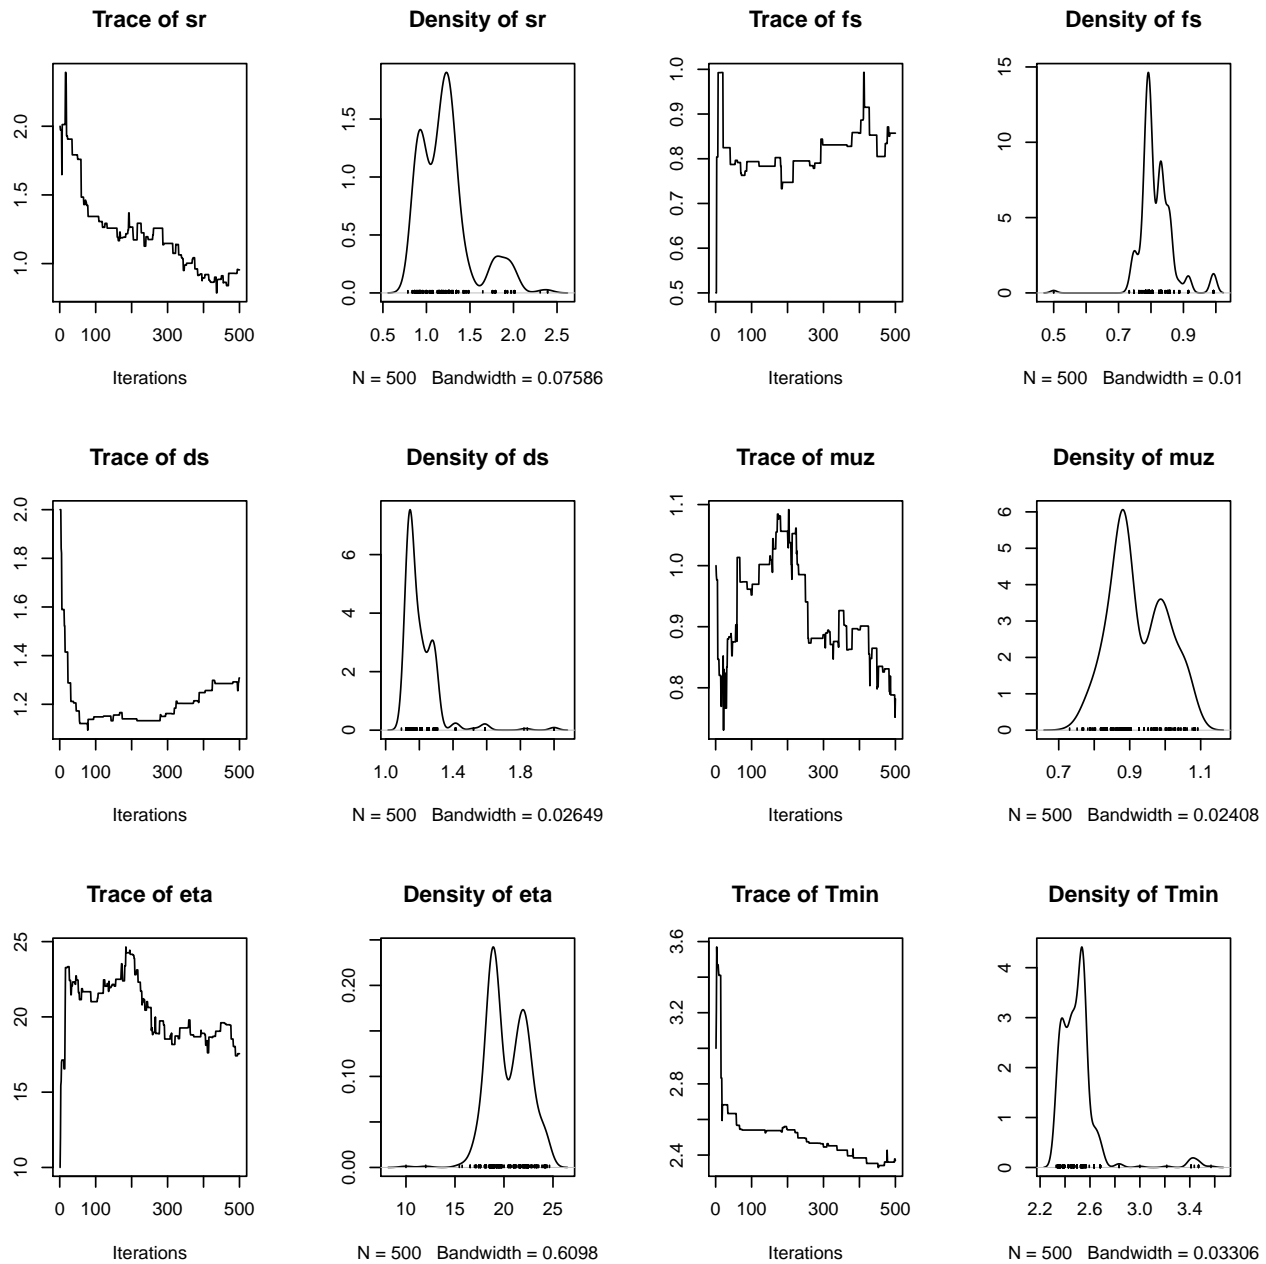 Trace of sr
2.0
1.5
1.0
0 100 300 500
Iterations
Density of sr
1.5
1.0
0.5
0.0
0.5 1.0 1.5 2.0 2.5
N = 500 Bandwidth = 0.07586
Trace of fs
1.0
0.9
0.8
0.7
0.6
0.5
0 100 300 500
Iterations
Density of fs
15
10
5
0
0.5 0.7 0.9
N = 500 Bandwidth = 0.01
Trace of ds
2.0
1.8
1.6
1.4
1.2
0 100 300 500
Iterations
Density of ds
6
4
2
0
1.0 1.4 1.8
N = 500 Bandwidth = 0.02649
Trace of muz
1.1
1.0
0.9
0.8
0 100 300 500
Iterations
Density of muz
6
5
4
3
2
1
0
0.7 0.9 1.1
N = 500 Bandwidth = 0.02408
Trace of eta
25
20
15
10
0 100 300 500
Iterations
Density of eta
0.20
0.10
0.00
10 15 20 25
N = 500 Bandwidth = 0.6098
Trace of Tmin
3.6
3.2
2.8
2.4
0 100 300 500
Iterations
Density of Tmin
4
3
2
1
0
2.2 2.6 3.0 3.4
N = 500 Bandwidth = 0.03306